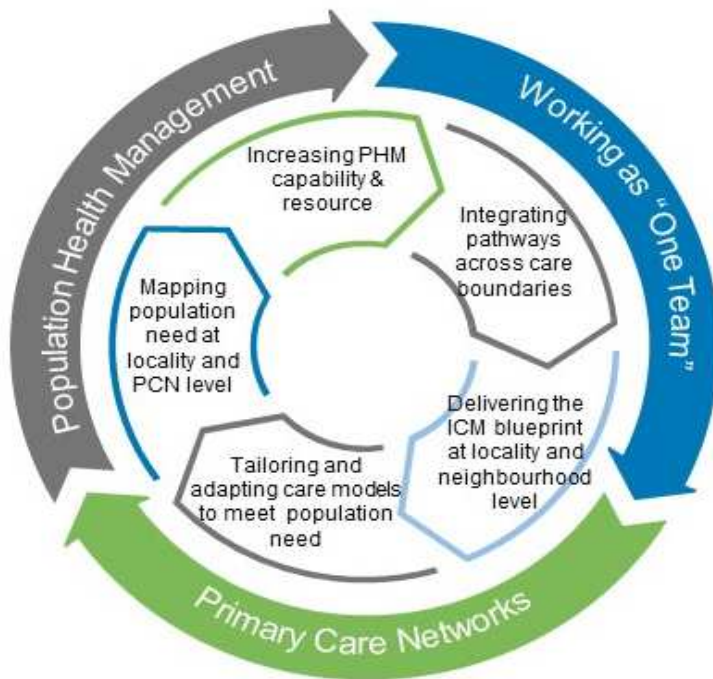 Population Health Management
Working as "One Team"
Primary Care Networks
Increasing PHM
capability &
resource
Integrating
pathways
across care
boundaries
Delivering the
ICM blueprint
at locality and
neighbourhood
level
Tailoring and
adapting care models
to meet population
need
Mapping
population
need at
locality and
PCN level